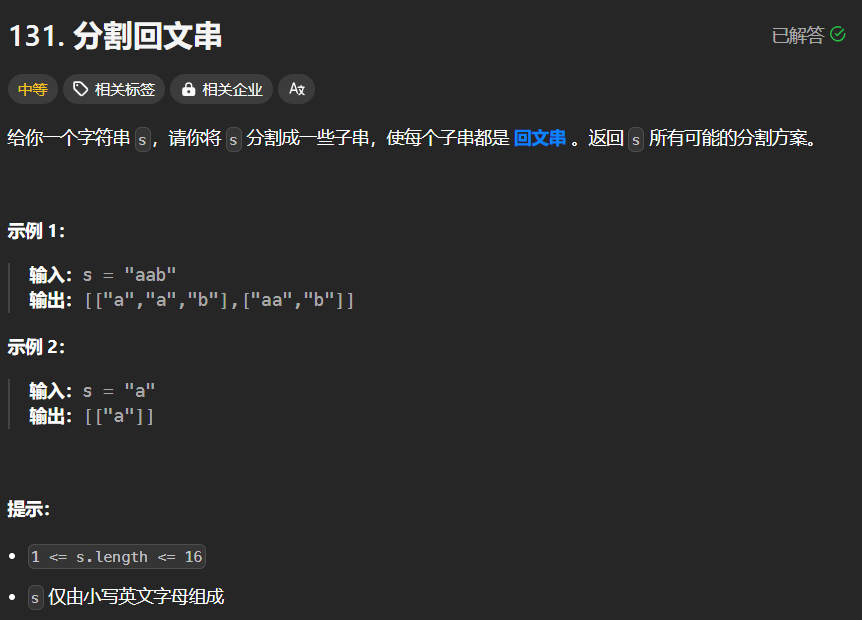 131. 分割回文串
已解答
中等 相关标签 相关企业 Ax
给你一个字符串 s，请你将 s 分割成一些子串，使每个子串都是 回文串 。返回 s 所有可能的分割方案。
示例 1：
输入：s = "aab"
输出：[["a","a","b"],["aa","b"]]
示例 2：
输入：s = "a"
输出：[["a"]]
提示：
1 <= s.length <= 16
s 仅由小写英文字母组成